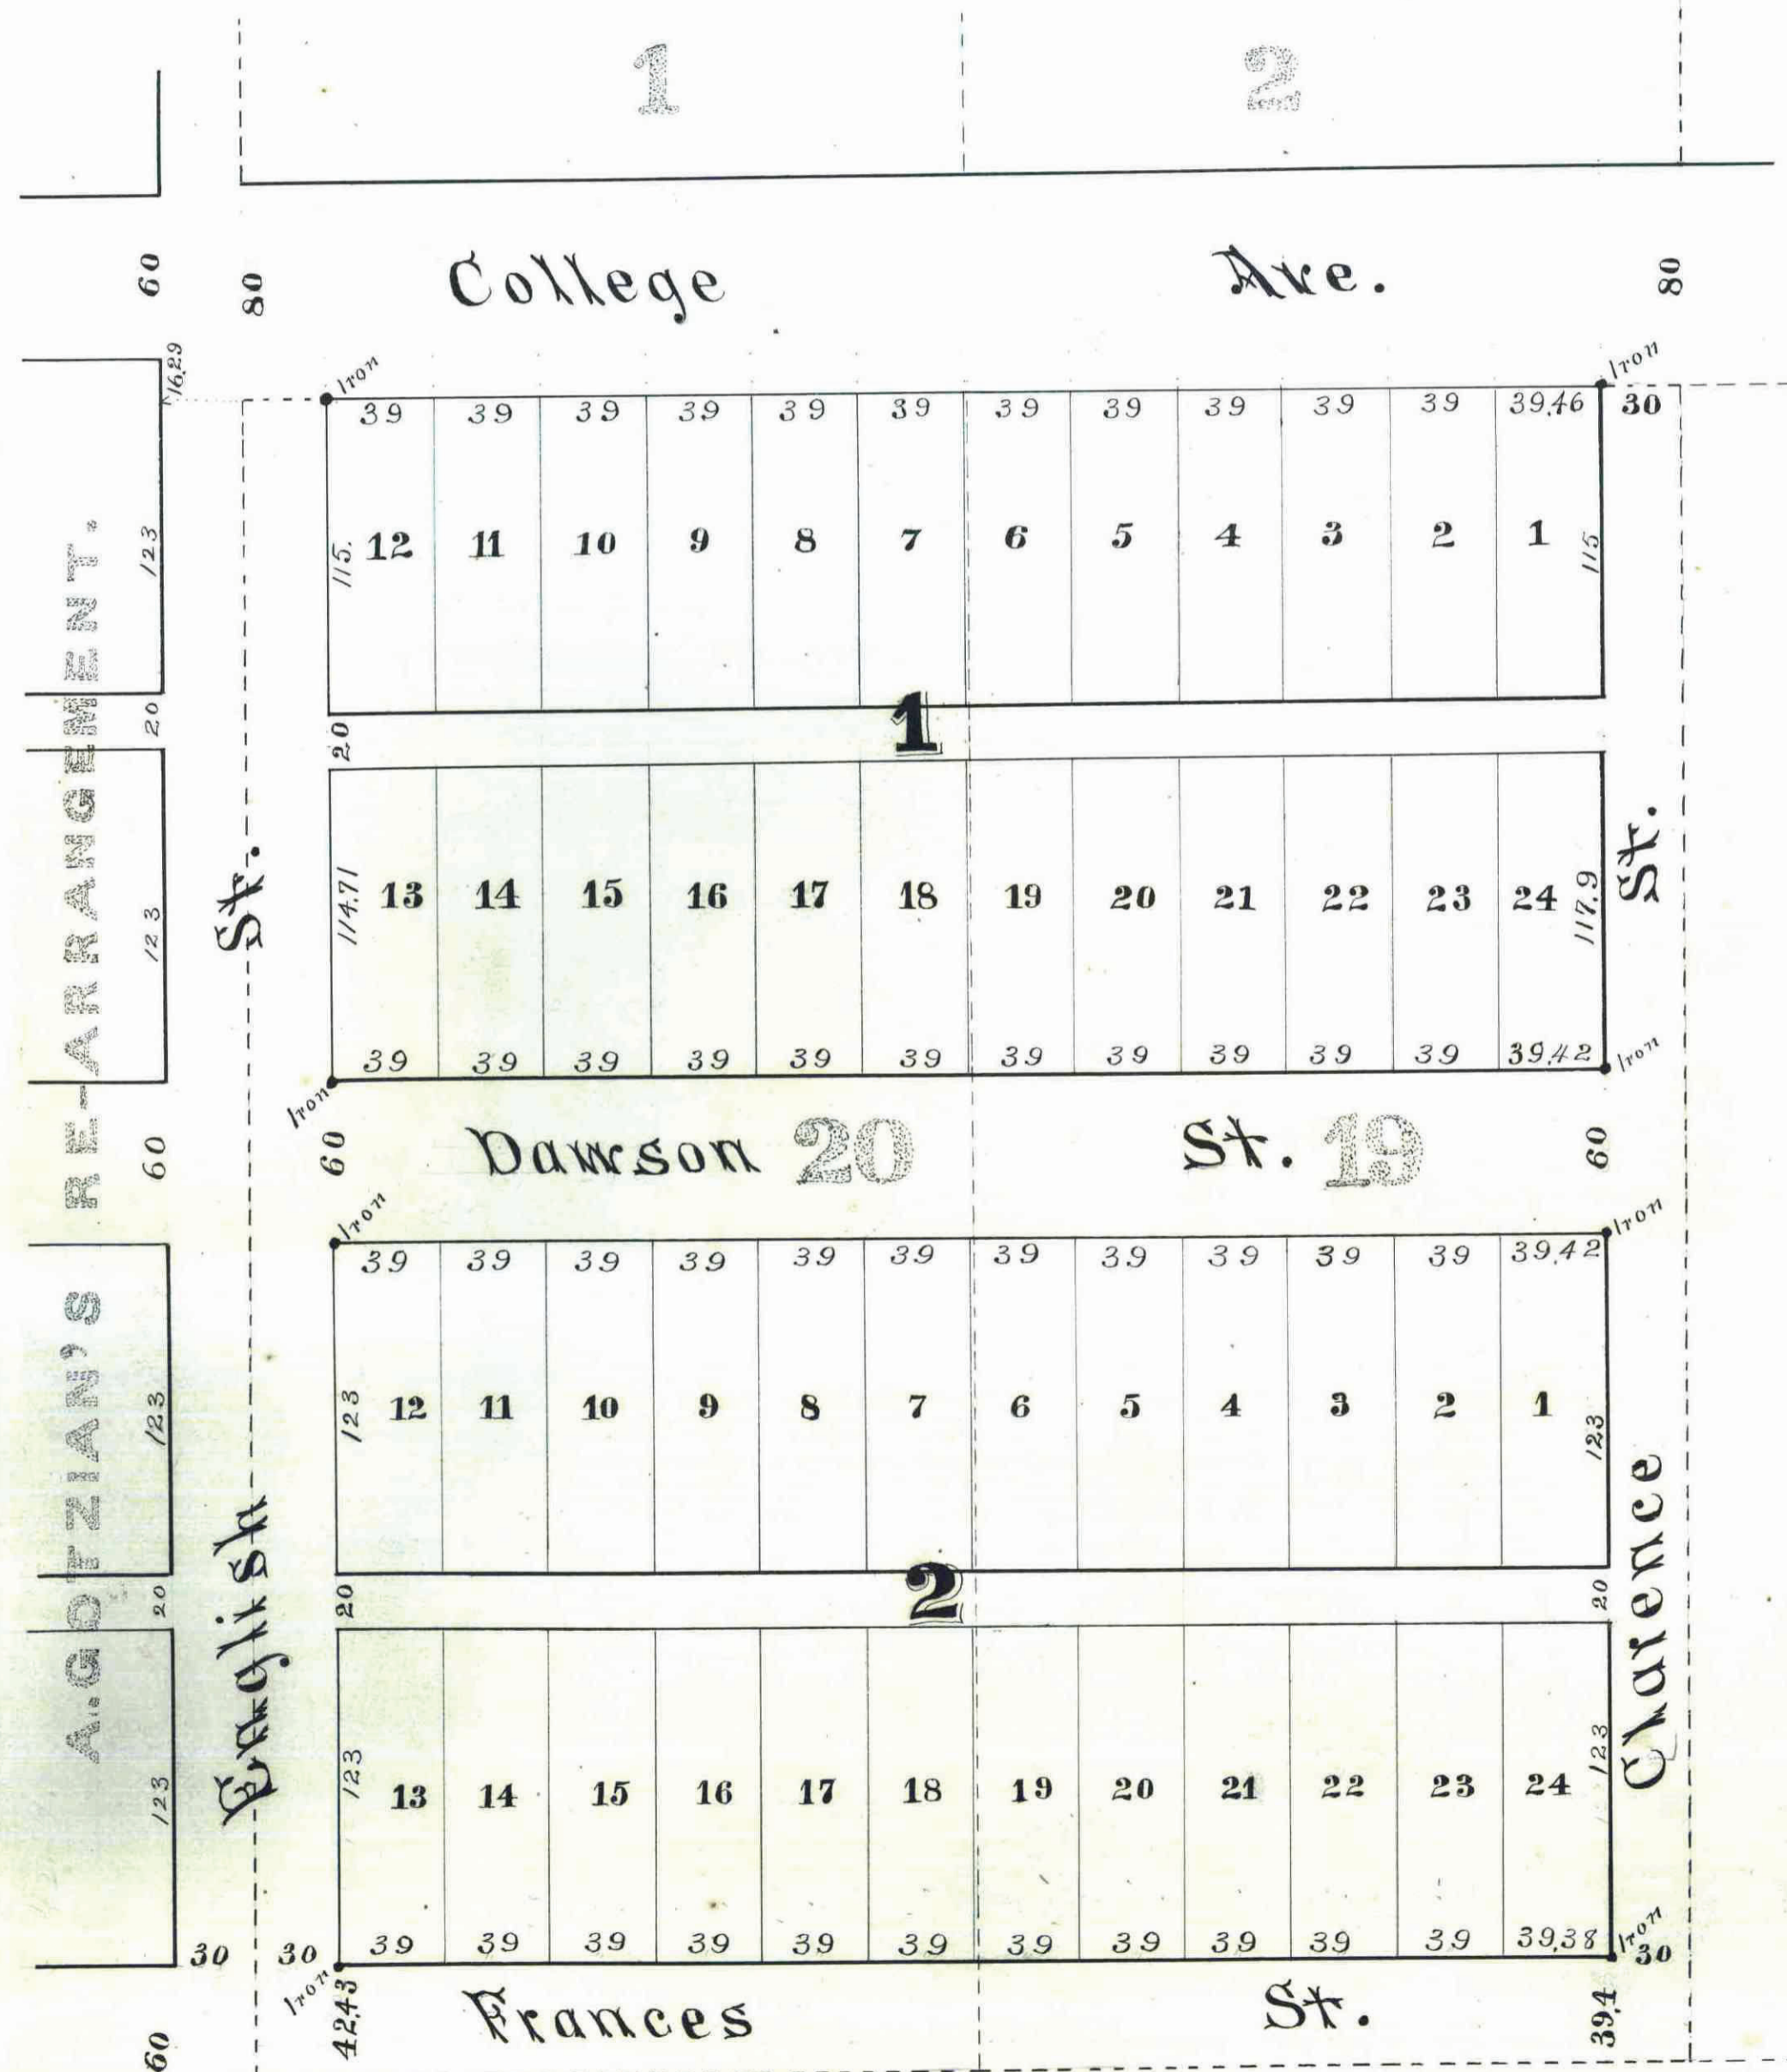 1 2
60 80 College Ave. 80
16.29 Iron Iron
39 39 39 39 39 39 39 39 39 39 39 39.46 30
123 115. 12 11 10 9 8 7 6 5 4 3 2 1 115
20 20 1
123 St. 114.71 13 14 15 16 17 18 19 20 21 22 23 24 117.9 St.
39 39 39 39 39 39 39 39 39 39 39 39.42 Iron
Iron
60 60 Dawson 20 St. 19 60
Iron Iron
39 39 39 39 39 39 39 39 39 39 39 39.42
123 123 12 11 10 9 8 7 6 5 4 3 2 1 123
20 20 2 20
A. GOTZIAN'S RE-ARRANGEMENT.
English
Clarence
123 123 13 14 15 16 17 18 19 20 21 22 23 24 123
39 39 39 39 39 39 39 39 39 39 39 39.38 Iron
30 30 30
Iron
60 42.43 Frances St. 39.4